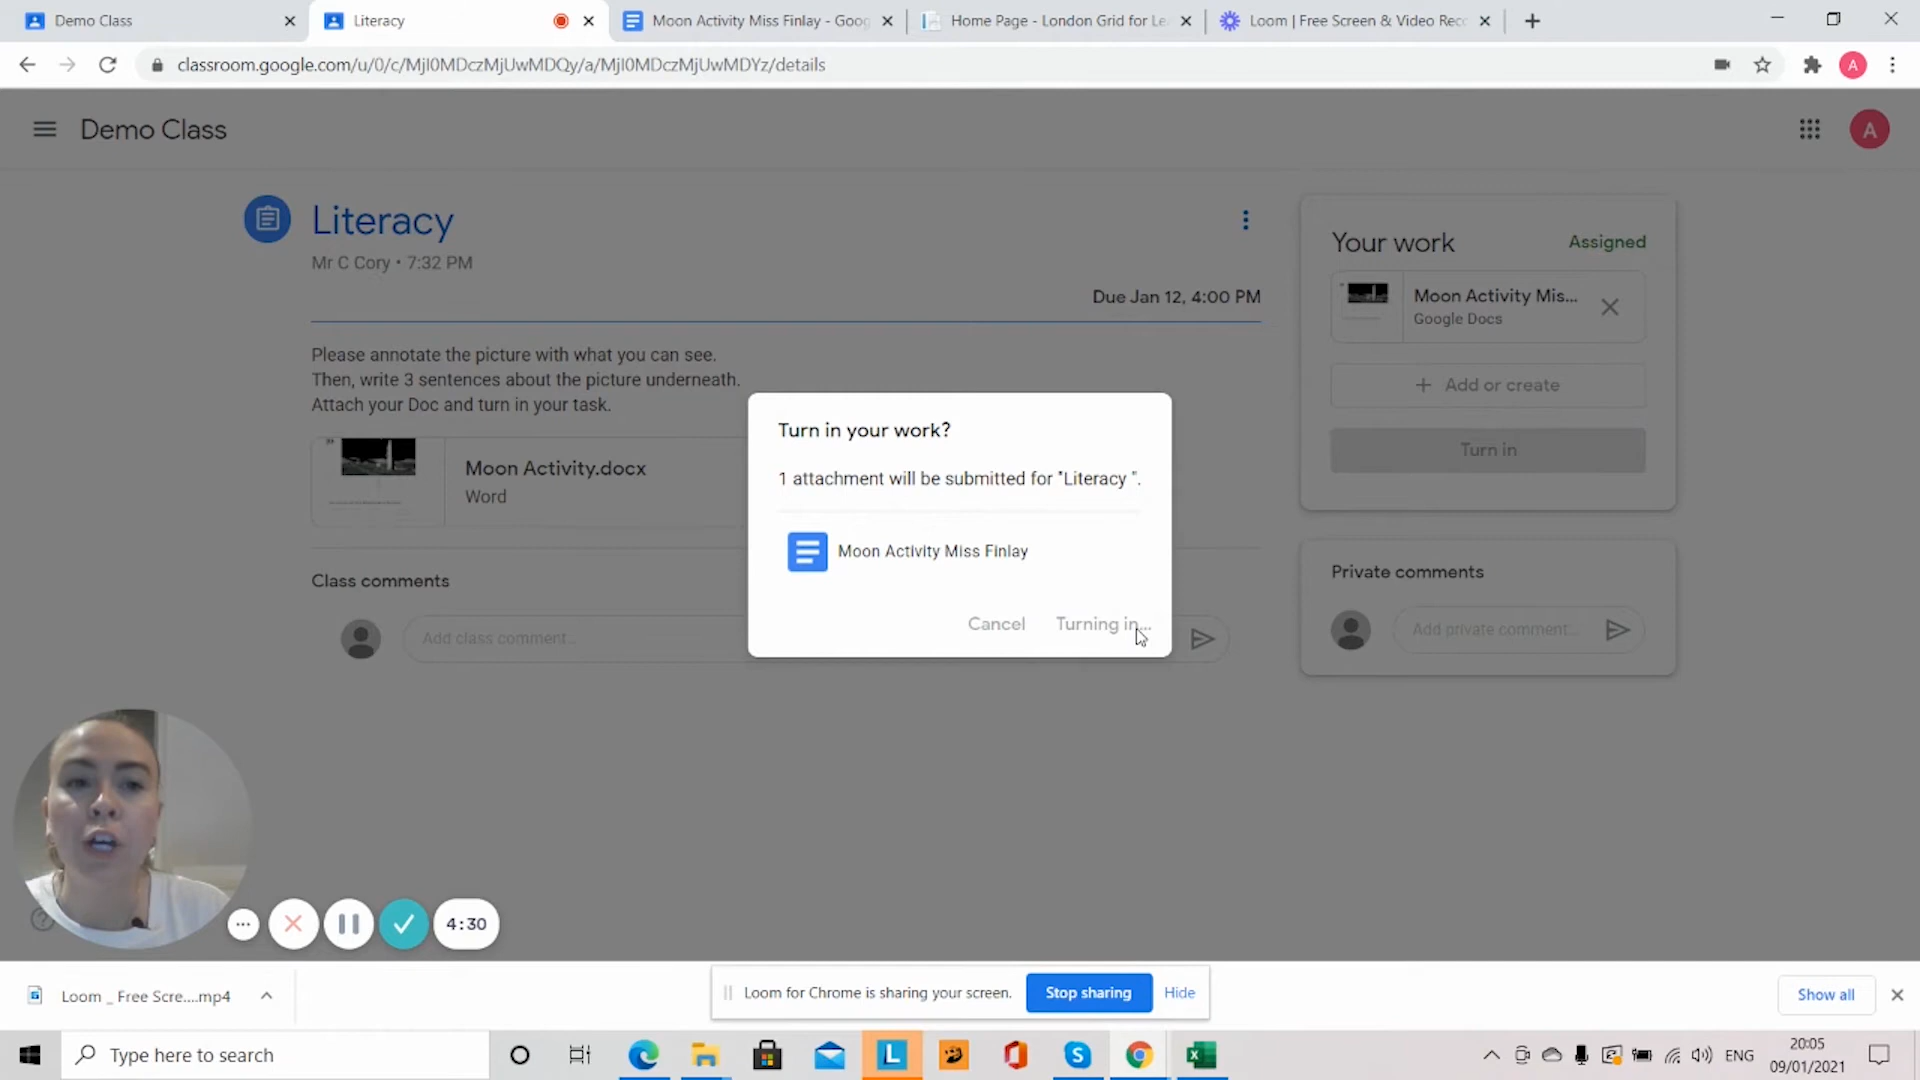 Demo Class
Literacy
Moon Activity Miss Finlay - Goog
Home Page - London Grid for Le
Loom | Free Screen & Video Reco
classroom.google.com/u/0/c/MjI0MDczMjUwMDQy/a/MjI0MDczMjUwMDYz/details
A
Demo Class
A
Literacy
Mr C Cory • 7:32 PM
Due Jan 12, 4:00 PM
Please annotate the picture with what you can see.
Then, write 3 sentences about the picture underneath.
Attach your Doc and turn in your task.
Moon Activity.docx
Word
Class comments
Add class comment...
Your work
Assigned
Moon Activity Mis...
Google Docs
+ Add or create
Turn in
Private comments
Add private comment...
Turn in your work?
1 attachment will be submitted for "Literacy ".
Moon Activity Miss Finlay
Cancel
Turning in...
4:30
Loom _ Free Scre....mp4
Loom for Chrome is sharing your screen.
Stop sharing
Hide
Show all
Type here to search
L
ENG
20:05
09/01/2021